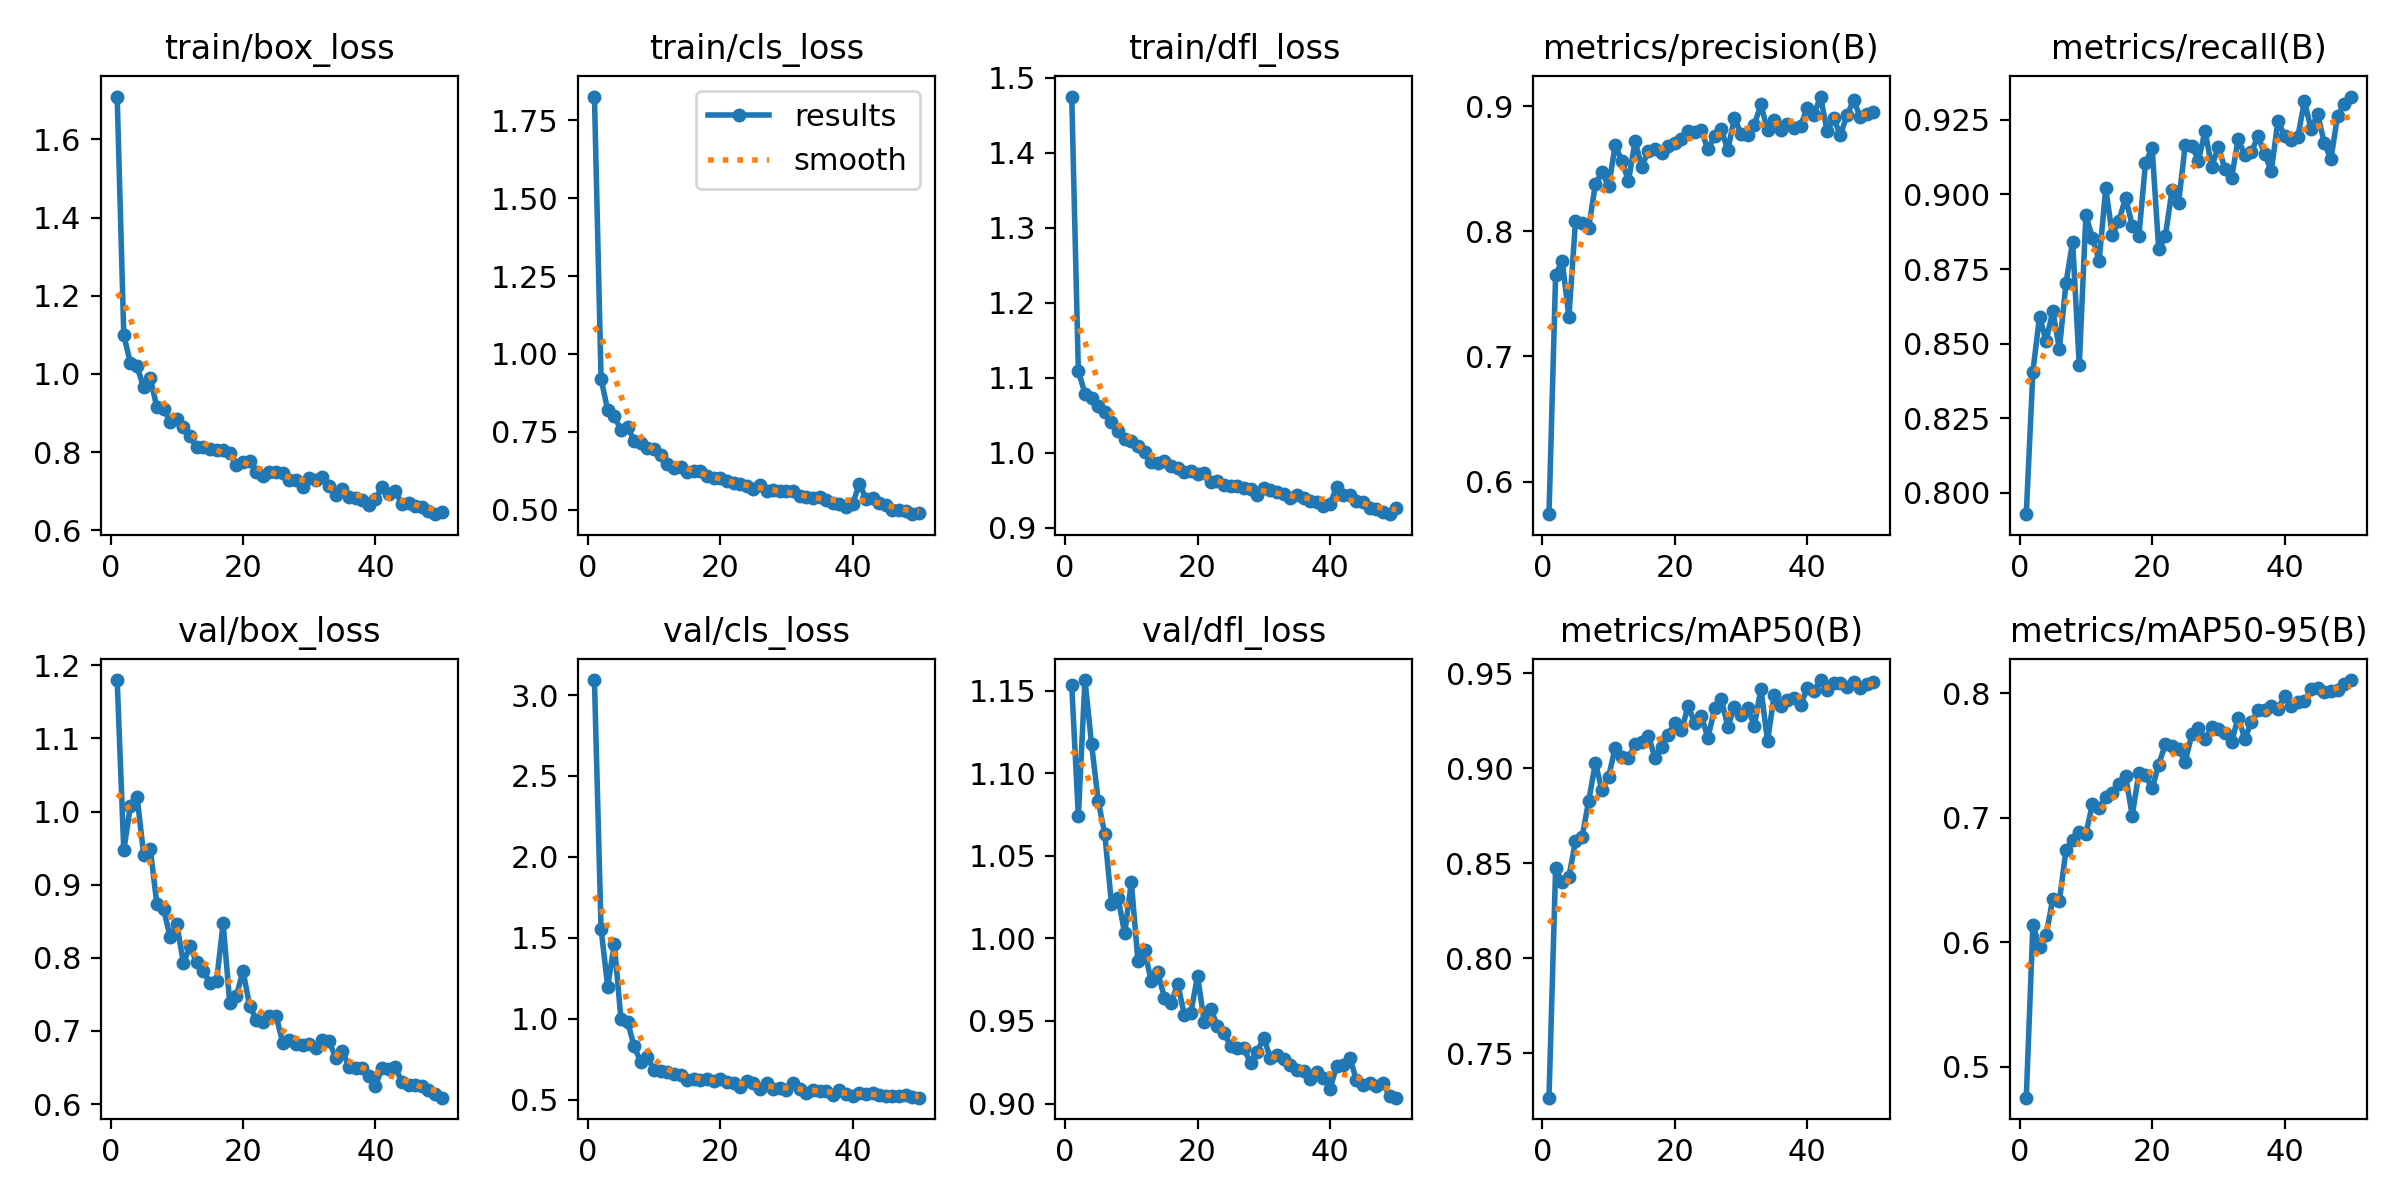 train/box_loss
1.6
1.4
1.2
1.0
0.8
0.6
0 20 40
train/cls_loss
results
smooth
1.75
1.50
1.25
1.00
0.75
0.50
0 20 40
train/dfl_loss
1.5
1.4
1.3
1.2
1.1
1.0
0.9
0 20 40
metrics/precision(B)
0.9
0.8
0.7
0.6
0 20 40
metrics/recall(B)
0.925
0.900
0.875
0.850
0.825
0.800
0 20 40
val/box_loss
1.2
1.1
1.0
0.9
0.8
0.7
0.6
0 20 40
val/cls_loss
3.0
2.5
2.0
1.5
1.0
0.5
0 20 40
val/dfl_loss
1.15
1.10
1.05
1.00
0.95
0.90
0 20 40
metrics/mAP50(B)
0.95
0.90
0.85
0.80
0.75
0 20 40
metrics/mAP50-95(B)
0.8
0.7
0.6
0.5
0 20 40